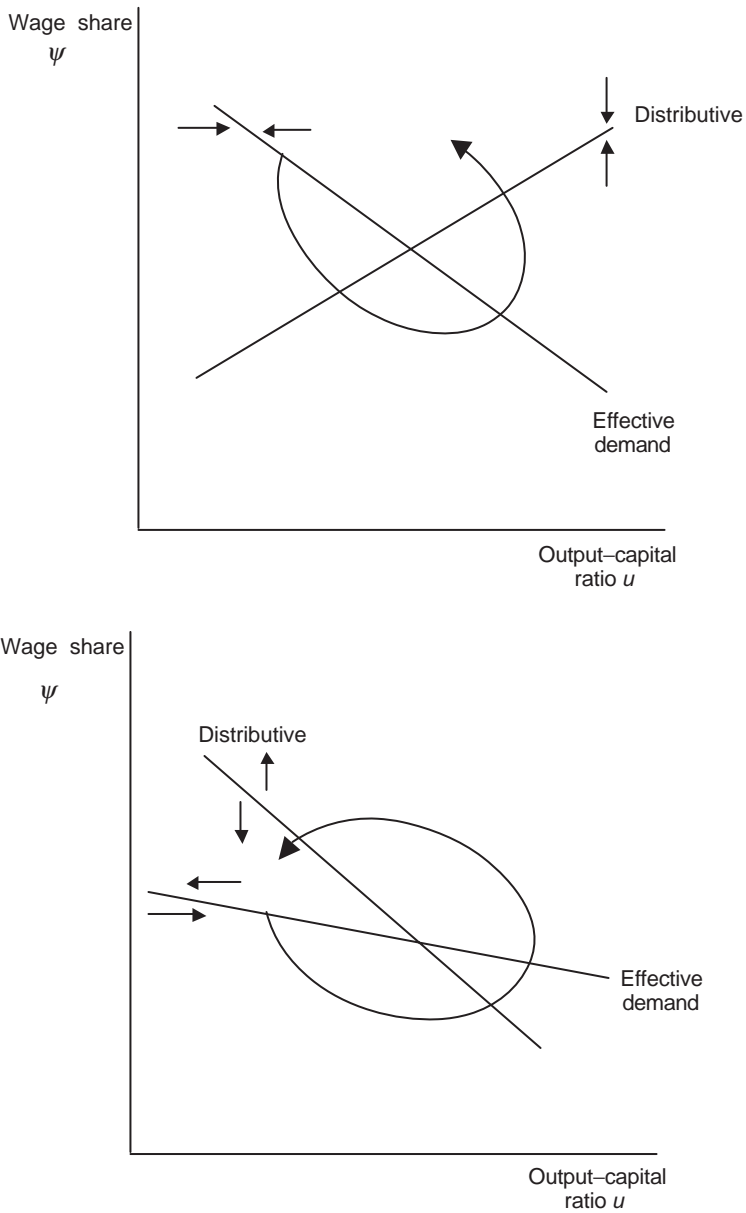 Wage share
ψ
Distributive
Effective
demand
Output–capital
ratio u
Wage share
ψ
Distributive
Effective
demand
Output–capital
ratio u